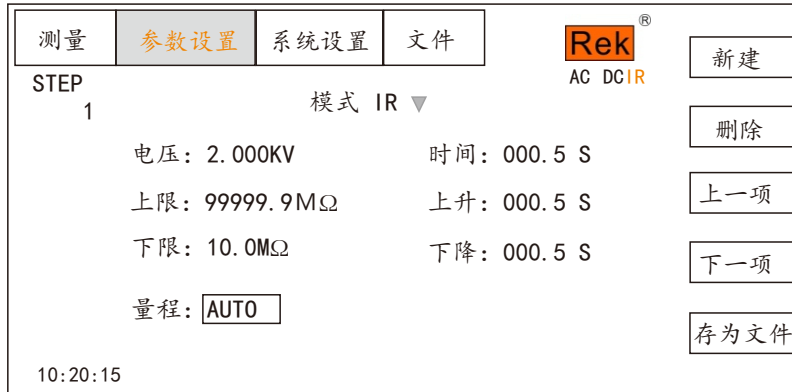 测量 参数设置 系统设置 文件
Rek®
AC DCIR
STEP
1
模式 IR ▼
电压: 2.000KV
时间: 000.5 S
上限: 99999.9MΩ
上升: 000.5 S
下限: 10.0MΩ
下降: 000.5 S
量程: AUTO
10:20:15
新建
删除
上一项
下一项
存为文件